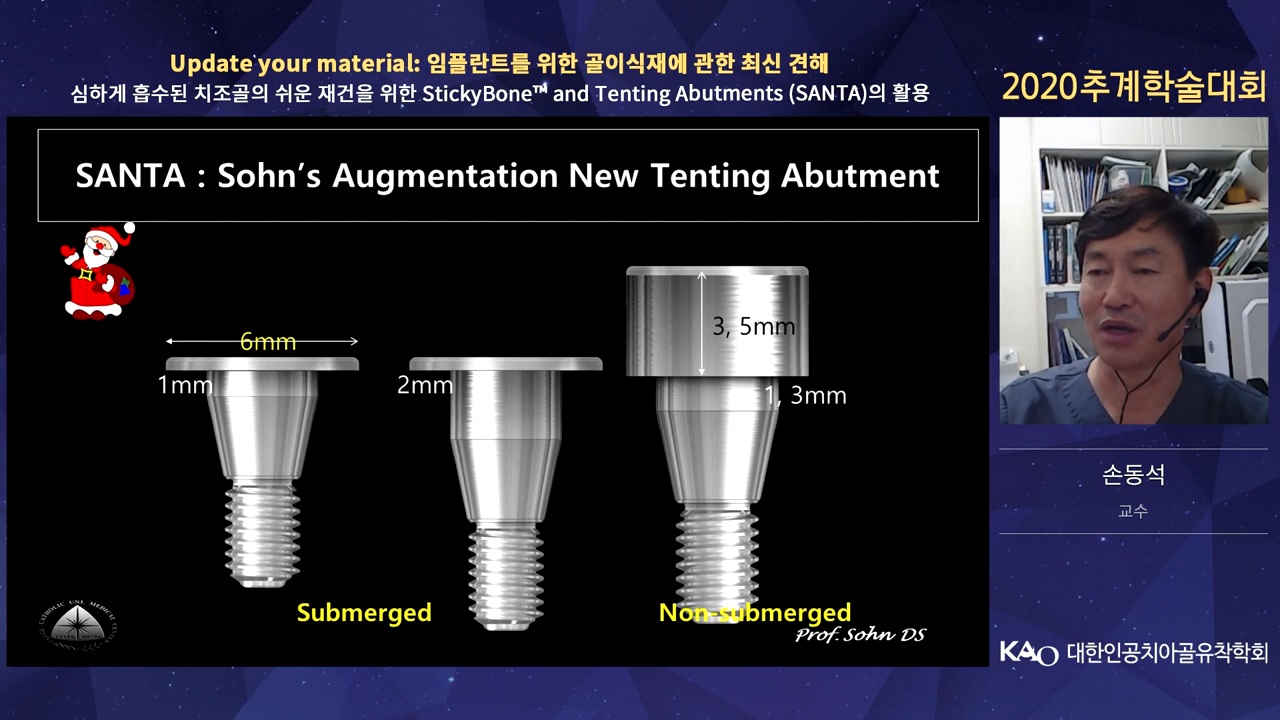 Update your material: 임플란트를 위한 골이식재에 관한 최신 견해
심하게 흡수된 치조골의 쉬운 재건을 위한 StickyBone™ and Tenting Abutments (SANTA)의 활용
2020추계학술대회
SANTA : Sohn's Augmentation New Tenting Abutment
6mm
1mm
2mm
3, 5mm
1, 3mm
Submerged
Non-submerged
Prof. Sohn DS
손동석
교수
KAO 대한인공치아골유착학회